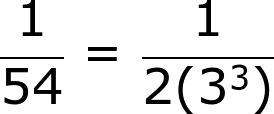 1/54 = 1/2(3³)